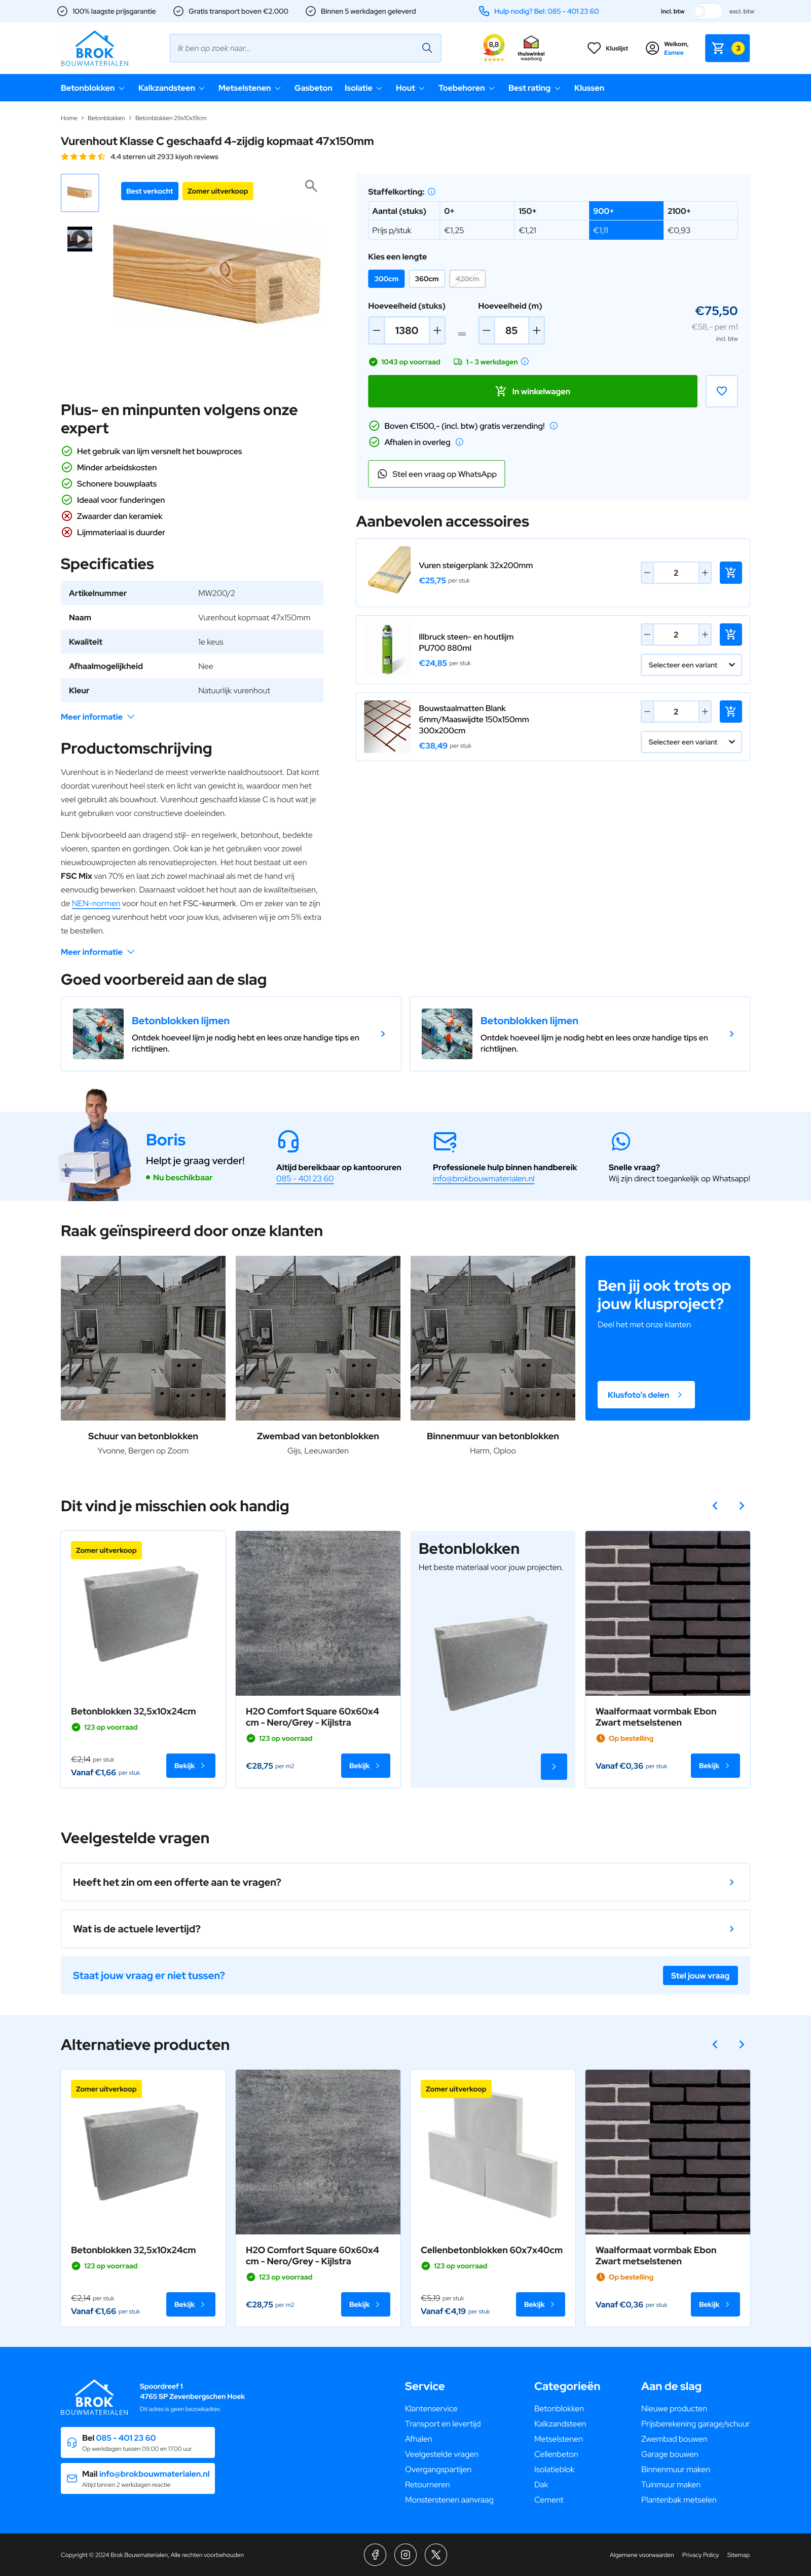 100% laagste prijsgarantie
Gratis transport boven €2.000
Binnen 5 werkdagen geleverd
Hulp nodig? Bel: 085 - 401 23 60
incl. btw
excl. btw
BROK
BOUWMATERIALEN
Ik ben op zoek naar...
8,8
thuiswinkel
waarborg
Kluslijst
Welkom,
Esmee
3
Betonblokken
Kalkzandsteen
Metselstenen
Gasbeton
Isolatie
Hout
Toebehoren
Best rating
Klussen
Home > Betonblokken > Betonblokken 29x10x19cm
Vurenhout Klasse C geschaafd 4-zijdig kopmaat 47x150mm
4.4 sterren uit 2933 kiyoh reviews
Best verkocht
Zomer uitverkoop
Plus- en minpunten volgens onze
expert
Het gebruik van lijm versnelt het bouwproces
Minder arbeidskosten
Schonere bouwplaats
Ideaal voor funderingen
Zwaarder dan keramiek
Lijmmateriaal is duurder
Specificaties
Artikelnummer MW200/2
Naam Vurenhout kopmaat 47x150mm
Kwaliteit 1e keus
Afhaalmogelijkheid Nee
Kleur Natuurlijk vurenhout
Meer informatie
Productomschrijving
Vurenhout is in Nederland de meest verwerkte naaldhoutsoort. Dat komt
doordat vurenhout heel sterk en licht van gewicht is, waardoor men het
veel gebruikt als bouwhout. Vurenhout geschaafd klasse C is hout wat je
kunt gebruiken voor constructieve doeleinden.
Denk bijvoorbeeld aan dragend stijl- en regelwerk, betonhout, bedekte
vloeren, spanten en gordingen. Ook kan je het gebruiken voor zowel
nieuwbouwprojecten als renovatieprojecten. Het hout bestaat uit een
FSC Mix van 70% en laat zich zowel machinaal als met de hand vrij
eenvoudig bewerken. Daarnaast voldoet het hout aan de kwaliteitseisen,
de NEN-normen voor hout en het FSC-keurmerk. Om er zeker van te zijn
dat je genoeg vurenhout hebt voor jouw klus, adviseren wij je om 5% extra
te bestellen.
Meer informatie
Staffelkorting:
Aantal (stuks) 0+ 150+ 900+ 2100+
Prijs p/stuk €1,25 €1,21 €1,11 €0,93
Kies een lengte
300cm
360cm
420cm
Hoeveelheid (stuks)
Hoeveelheid (m)
− 1380 + = − 85 +
€75,50
€58,- per m1
incl. btw
1043 op voorraad
1 - 3 werkdagen
In winkelwagen
Boven €1500,- (incl. btw) gratis verzending!
Afhalen in overleg
Stel een vraag op WhatsApp
Aanbevolen accessoires
Vuren steigerplank 32x200mm
€25,75 per stuk
− 2 +
Illbruck steen- en houtlijm
PU700 880ml
€24,85 per stuk
− 2 +
Selecteer een variant
Bouwstaalmatten Blank
6mm/Maaswijdte 150x150mm
300x200cm
€38,49 per stuk
− 2 +
Selecteer een variant
Goed voorbereid aan de slag
Betonblokken lijmen
Ontdek hoeveel lijm je nodig hebt en lees onze handige tips en
richtlijnen.
Betonblokken lijmen
Ontdek hoeveel lijm je nodig hebt en lees onze handige tips en
richtlijnen.
Boris
Helpt je graag verder!
Nu beschikbaar
Altijd bereikbaar op kantooruren
085 - 401 23 60
Professionele hulp binnen handbereik
info@brokbouwmaterialen.nl
Snelle vraag?
Wij zijn direct toegankelijk op Whatsapp!
Raak geïnspireerd door onze klanten
Schuur van betonblokken
Yvonne, Bergen op Zoom
Zwembad van betonblokken
Gijs, Leeuwarden
Binnenmuur van betonblokken
Harm, Oploo
Ben jij ook trots op
jouw klusproject?
Deel het met onze klanten
Klusfoto's delen
Dit vind je misschien ook handig
Zomer uitverkoop
Betonblokken 32,5x10x24cm
123 op voorraad
€2,14 per stuk
Vanaf €1,66 per stuk
Bekijk
H2O Comfort Square 60x60x4
cm - Nero/Grey - Kijlstra
123 op voorraad
€28,75 per m2
Bekijk
Betonblokken
Het beste materiaal voor jouw projecten.
Waalformaat vormbak Ebon
Zwart metselstenen
Op bestelling
Vanaf €0,36 per stuk
Bekijk
Veelgestelde vragen
Heeft het zin om een offerte aan te vragen?
Wat is de actuele levertijd?
Staat jouw vraag er niet tussen?
Stel jouw vraag
Alternatieve producten
Zomer uitverkoop
Betonblokken 32,5x10x24cm
123 op voorraad
€2,14 per stuk
Vanaf €1,66 per stuk
Bekijk
H2O Comfort Square 60x60x4
cm - Nero/Grey - Kijlstra
123 op voorraad
€28,75 per m2
Bekijk
Zomer uitverkoop
Cellenbetonblokken 60x7x40cm
123 op voorraad
€5,19 per stuk
Vanaf €4,19 per stuk
Bekijk
Waalformaat vormbak Ebon
Zwart metselstenen
Op bestelling
Vanaf €0,36 per stuk
Bekijk
BROK
BOUWMATERIALEN
Spoordreef 1
4765 SP Zevenbergschen Hoek
Dit adres is geen bezoekadres
Bel 085 - 401 23 60
Op werkdagen tussen 09.00 en 17.00 uur
Mail info@brokbouwmaterialen.nl
Altijd binnen 2 werkdagen reactie
Service
Klantenservice
Transport en levertijd
Afhalen
Veelgestelde vragen
Overgangspartijen
Retourneren
Monsterstenen aanvraag
Categorieën
Betonblokken
Kalkzandsteen
Metselstenen
Cellenbeton
Isolatieblok
Dak
Cement
Aan de slag
Nieuwe producten
Prijsberekening garage/schuur
Zwembad bouwen
Garage bouwen
Binnenmuur maken
Tuinmuur maken
Plantenbak metselen
Copyright © 2024 Brok Bouwmaterialen, Alle rechten voorbehouden
Algemene voorwaarden
Privacy Policy
Sitemap